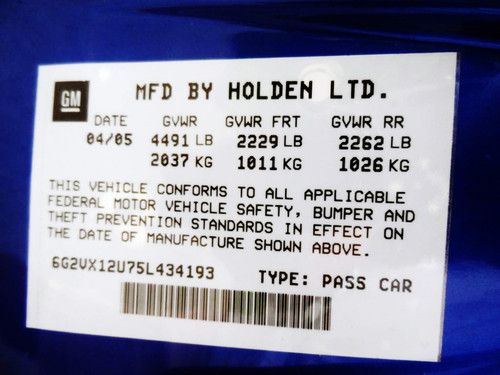 GM
MFD BY HOLDEN LTD.
DATE GVWR GVWR FRT GVWR RR
04/05 4491 LB 2229 LB 2262 LB
2037 KG 1011 KG 1026 KG
THIS VEHICLE CONFORMS TO ALL APPLICABLE
FEDERAL MOTOR VEHICLE SAFETY, BUMPER AND
THEFT PREVENTION STANDARDS IN EFFECT ON
THE DATE OF MANUFACTURE SHOWN ABOVE.
6G2VX12U75L434193 TYPE: PASS CAR